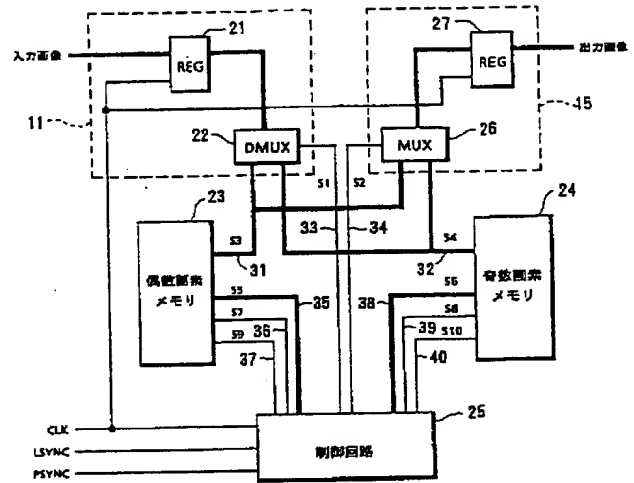 21
REG
入力画像
11
22
DMUX
27
REG
出力画像
15
26
MUX
S1
S2
23
24
33
34
S3
31
S4
32
偶数画素
メモリ
奇数画素
メモリ
S5
35
S7
36
S9
37
38
S6
S8
39
S10
40
25
制御回路
CLK
LSYNC
PSYNC